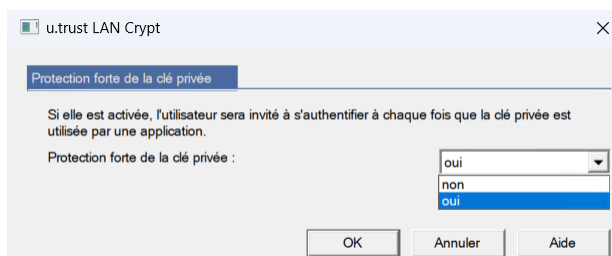 u.trust LAN Crypt
Protection forte de la clé privée
Si elle est activée, l'utilisateur sera invité à s'authentifier à chaque fois que la clé privée est
utilisée par une application.
Protection forte de la clé privée :
oui
non
oui
OK
Annuler
Aide